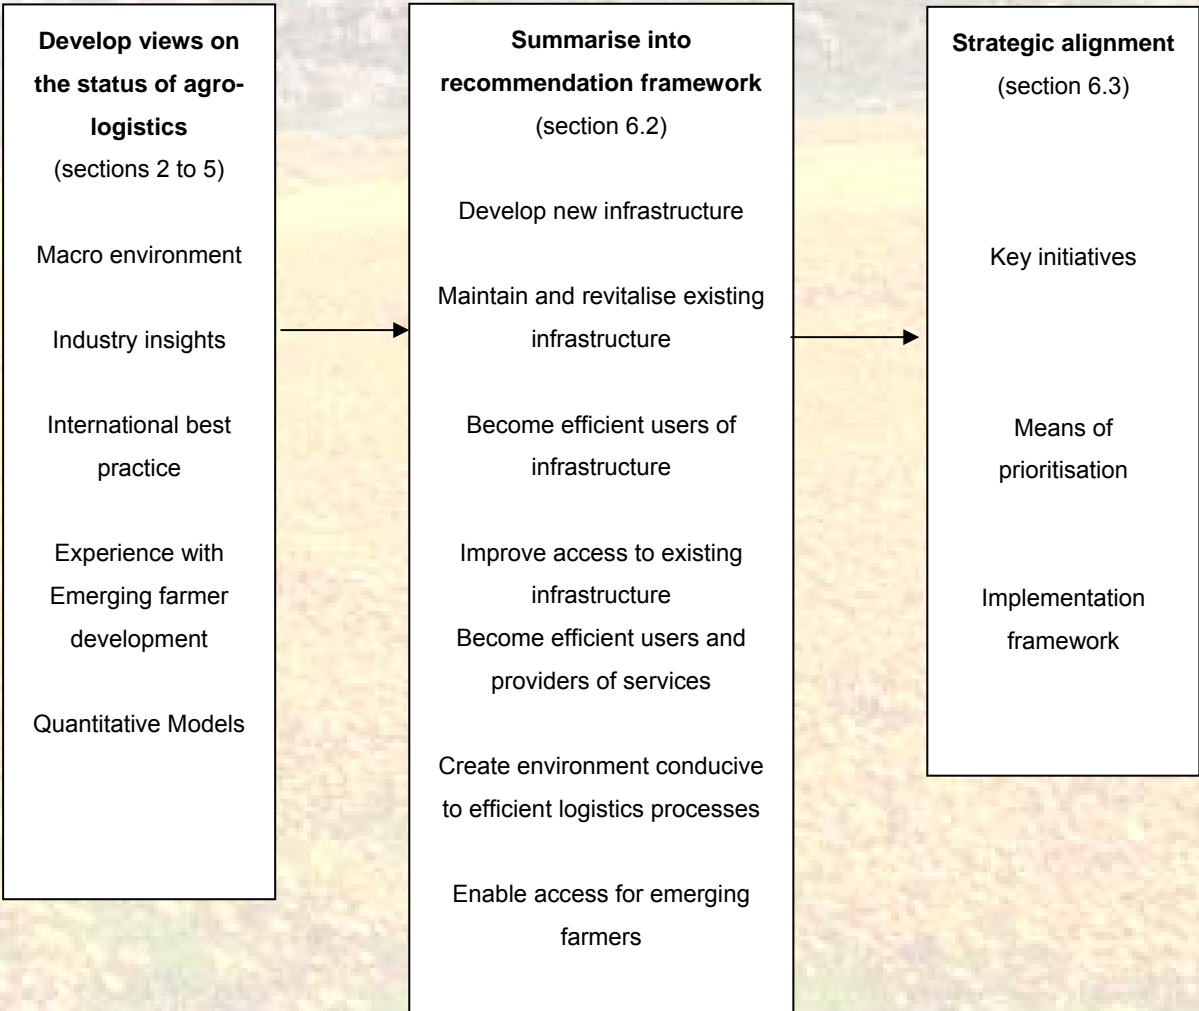 Develop views on
the status of agro-
logistics
(sections 2 to 5)
Macro environment
Industry insights
International best
practice
Experience with
Emerging farmer
development
Quantitative Models
Summarise into
recommendation framework
(section 6.2)
Develop new infrastructure
Maintain and revitalise existing
infrastructure
Become efficient users of
infrastructure
Improve access to existing
infrastructure
Become efficient users and
providers of services
Create environment conducive
to efficient logistics processes
Enable access for emerging
farmers
Strategic alignment
(section 6.3)
Key initiatives
Means of
prioritisation
Implementation
framework